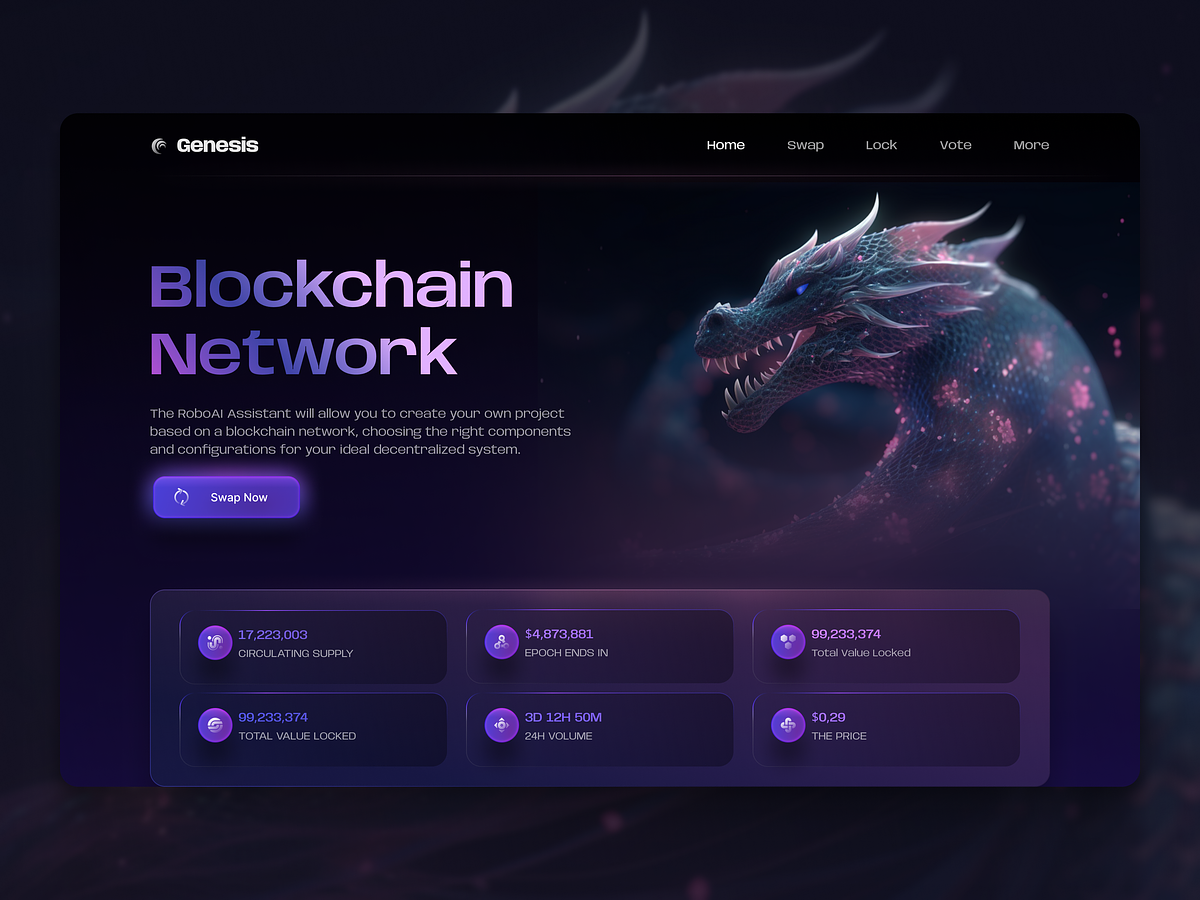 Genesis
Home Swap Lock Vote More
Blockchain
Network
The RoboAI Assistant will allow you to create your own project
based on a blockchain network, choosing the right components
and configurations for your ideal decentralized system.
Swap Now
17,223,003
CIRCULATING SUPPLY
$4,873,881
EPOCH ENDS IN
99,233,374
Total Value Locked
99,233,374
TOTAL VALUE LOCKED
3D 12H 50M
24H VOLUME
$0,29
THE PRICE